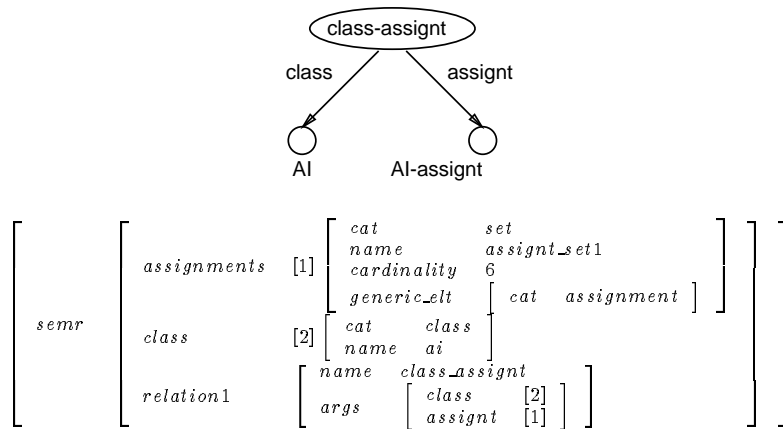 class-assignt
class assignt
AI AI-assignt
cat set
name assignt_set1
assignments [1] cardinality 6
generic_elt [ cat assignment ]
semr class [2] cat class
name ai
name class_assignt
relation1 args class [2]
assignt [1]